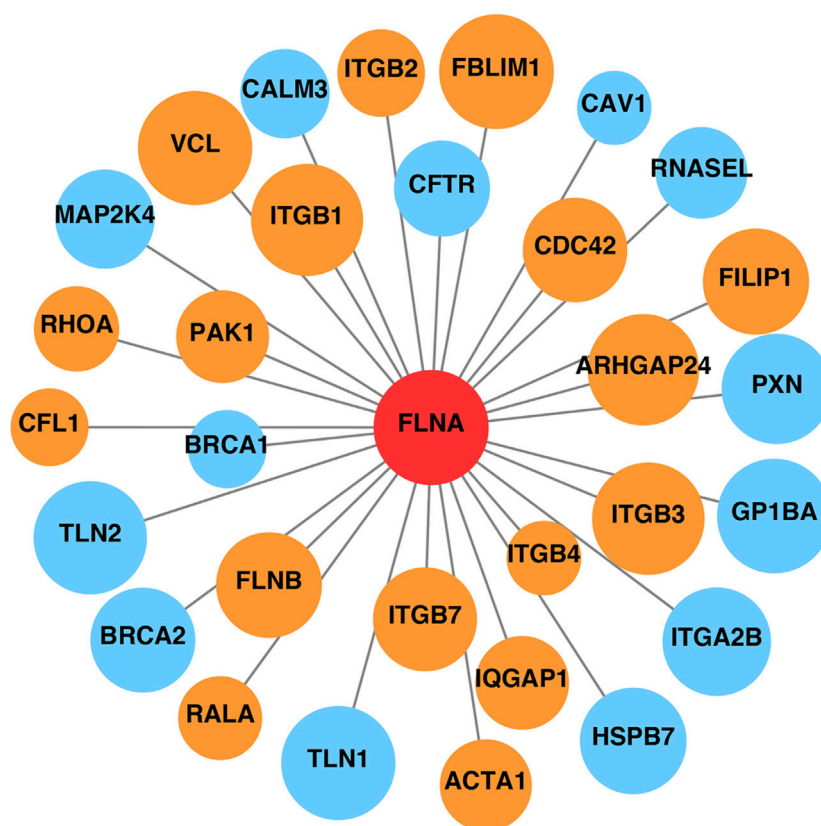 ITGB2
FBLIM1
CALM3
CAV1
VCL
RNASEL
CFTR
MAP2K4
ITGB1
CDC42
FILIP1
RHOA
PAK1
ARHGAP24
PXN
CFL1
FLNA
BRCA1
GP1BA
ITGB3
TLN2
ITGB4
FLNB
ITGB7
BRCA2
ITGA2B
IQGAP1
RALA
HSPB7
TLN1
ACTA1